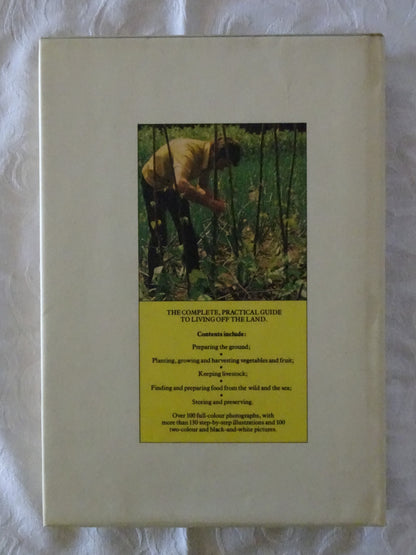 THE COMPLETE, PRACTICAL GUIDE
TO LIVING OFF THE LAND.
Contents include:
Preparing the ground;
•
Planting, growing and harvesting vegetables and fruit;
•
Keeping livestock;
•
Finding and preparing food from the wild and the sea;
•
Storing and preserving.
Over 100 full-colour photographs, with
more than 130 step-by-step illustrations and 100
two-colour and black-and-white pictures.